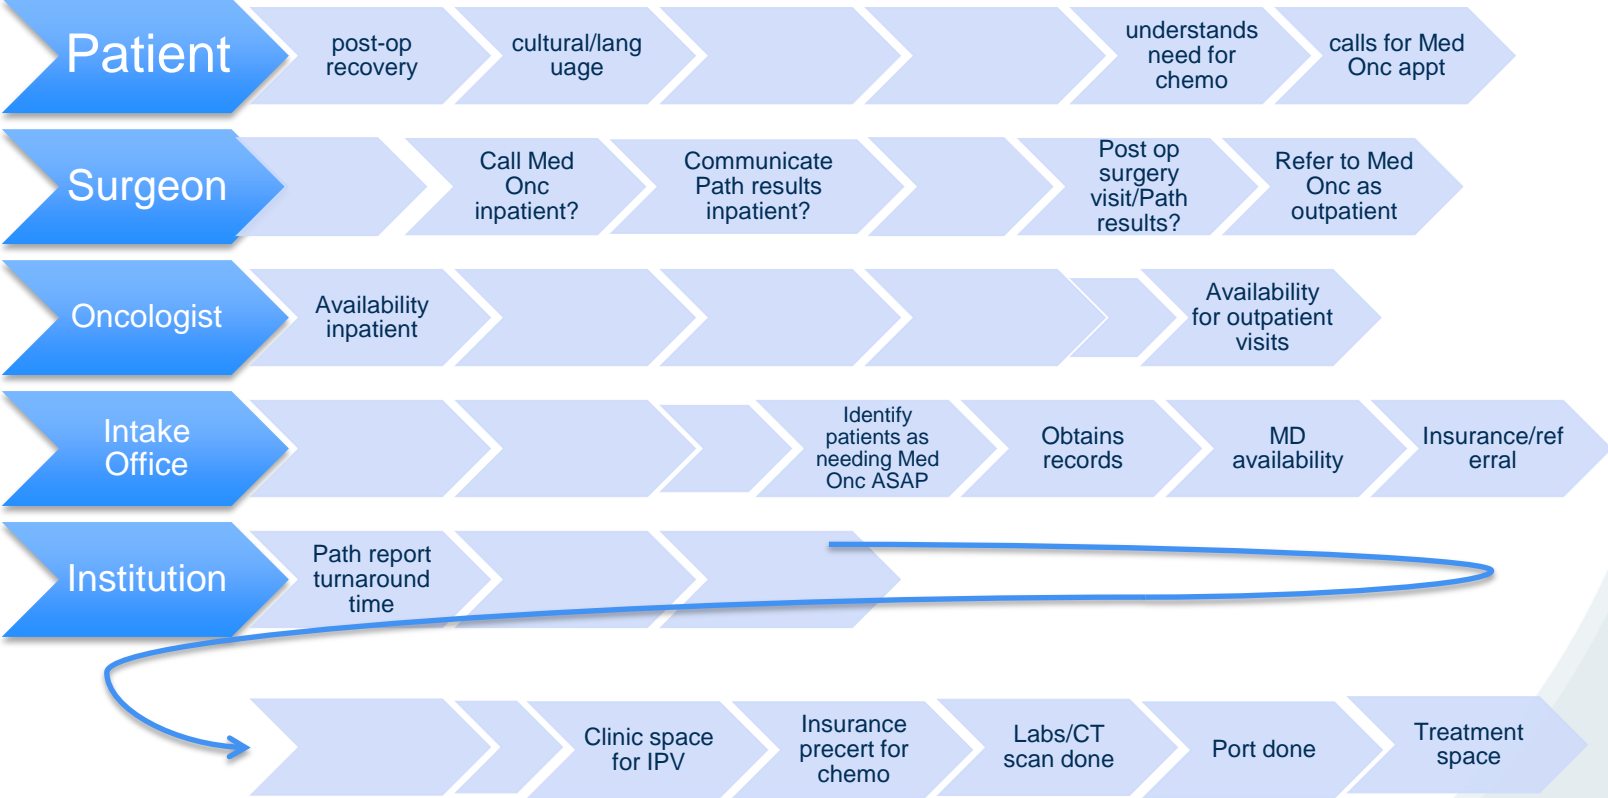 Patient
post-op
recovery
cultural/lang
uage
understands
need for
chemo
calls for Med
Onc appt
Surgeon
Call Med
Onc
inpatient?
Communicate
Path results
inpatient?
Post op
surgery
visit/Path
results?
Refer to Med
Onc as
outpatient
Oncologist
Availability
inpatient
Availability
for outpatient
visits
Intake
Office
Identify
patients as
needing Med
Onc ASAP
Obtains
records
MD
availability
Insurance/ref
erral
Institution
Path report
turnaround
time
Clinic space
for IPV
Insurance
precert for
chemo
Labs/CT
scan done
Port done
Treatment
space